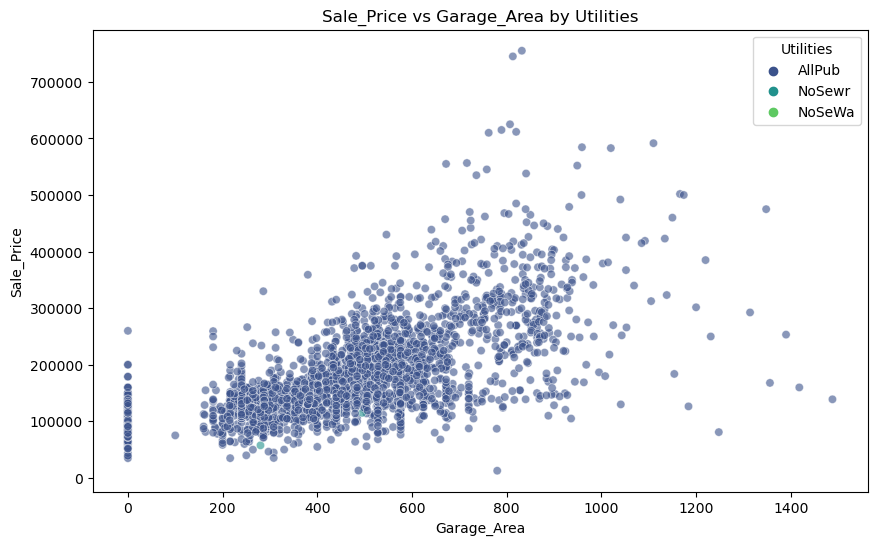 Sale_Price vs Garage_Area by Utilities
Utilities
AllPub
NoSewr
NoSeWa
700000
600000
500000
400000
300000
200000
100000
0
Sale_Price
0 200 400 600 800 1000 1200 1400
Garage_Area